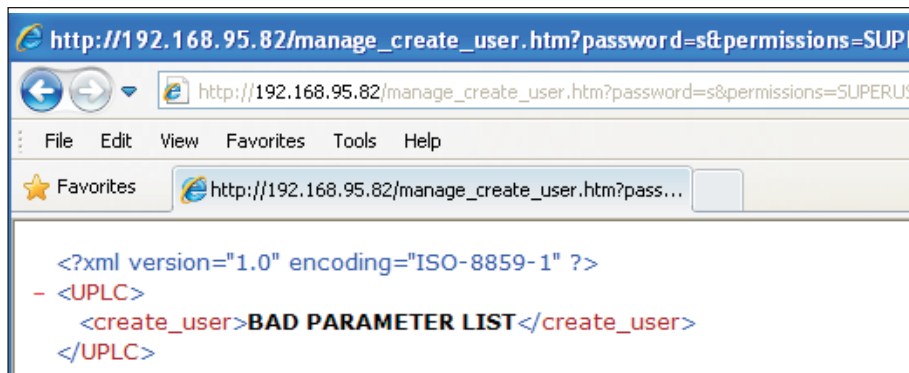 http://192.168.95.82/manage_create_user.htm?password=s&permissions=SUP
http://192.168.95.82/manage_create_user.htm?password=s&permissions=SUPERUS
File Edit View Favorites Tools Help
Favorites http://192.168.95.82/manage_create_user.htm?pass...
<?xml version="1.0" encoding="ISO-8859-1" ?>
– <UPLC>
<create_user>BAD PARAMETER LIST</create_user>
</UPLC>